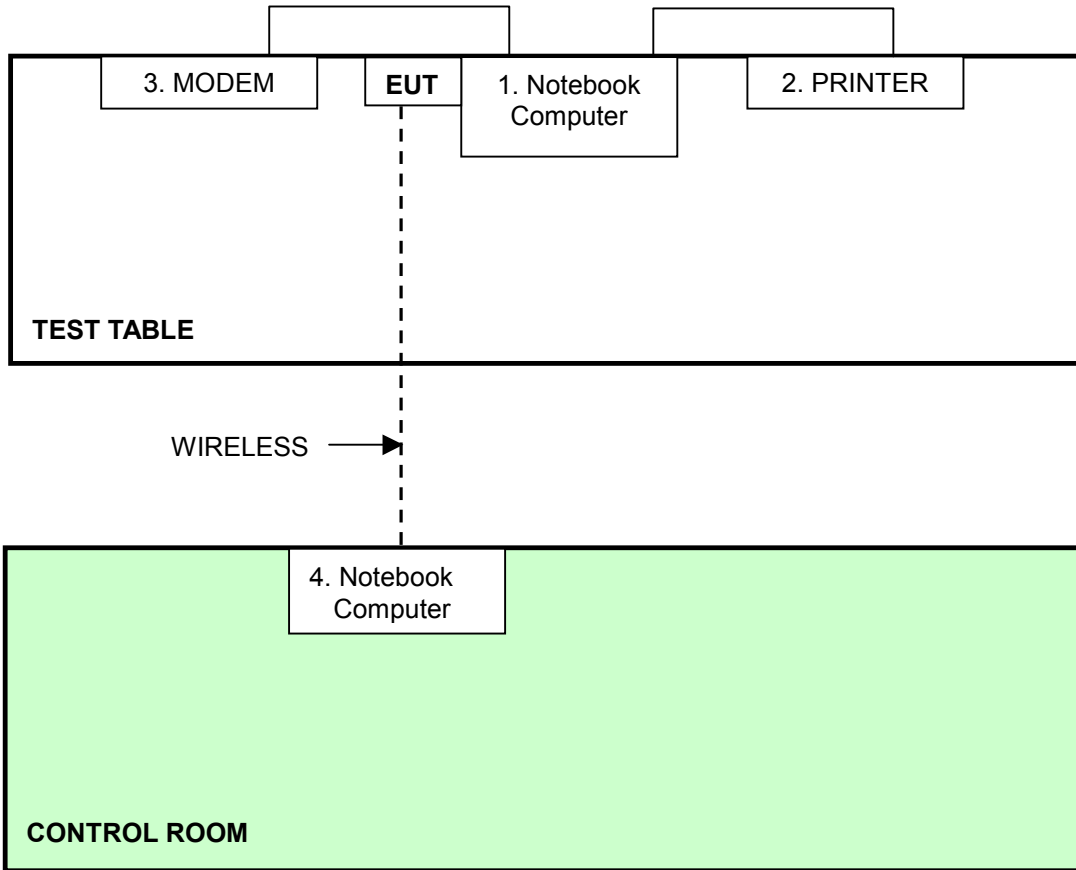 3. MODEM
EUT
1. Notebook
Computer
2. PRINTER
TEST TABLE
WIRELESS
4. Notebook
Computer
CONTROL ROOM